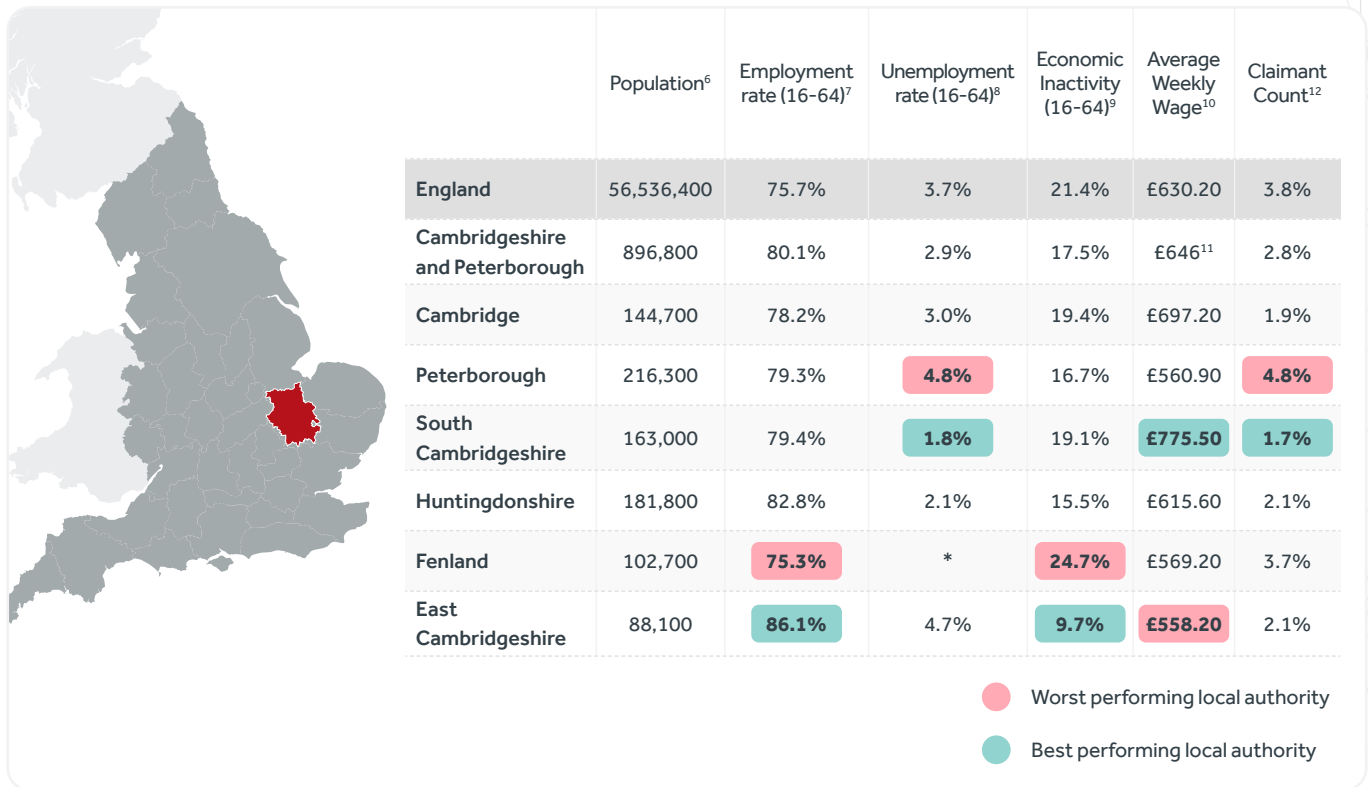 Population⁶ Employment rate (16-64)⁷ Unemployment rate (16-64)⁸ Economic Inactivity (16-64)⁹ Average Weekly Wage¹⁰ Claimant Count¹²
England 56,536,400 75.7% 3.7% 21.4% £630.20 3.8%
Cambridgeshire and Peterborough 896,800 80.1% 2.9% 17.5% £646¹¹ 2.8%
Cambridge 144,700 78.2% 3.0% 19.4% £697.20 1.9%
Peterborough 216,300 79.3% 4.8% 16.7% £560.90 4.8%
South Cambridgeshire 163,000 79.4% 1.8% 19.1% £775.50 1.7%
Huntingdonshire 181,800 82.8% 2.1% 15.5% £615.60 2.1%
Fenland 102,700 75.3% * 24.7% £569.20 3.7%
East Cambridgeshire 88,100 86.1% 4.7% 9.7% £558.20 2.1%
Worst performing local authority
Best performing local authority